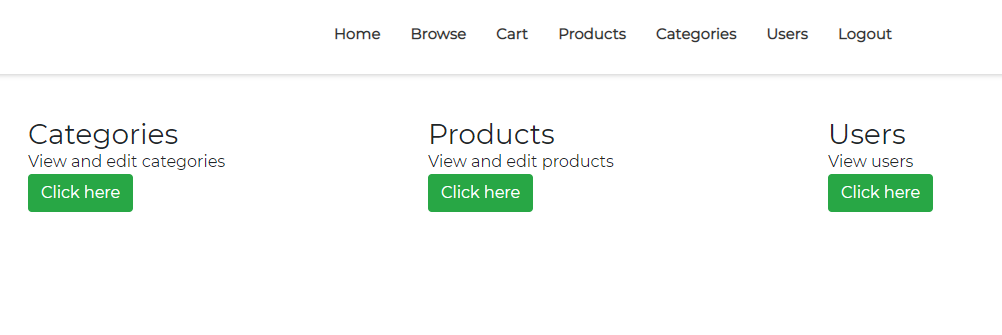 Home Browse Cart Products Categories Users Logout
Categories
View and edit categories
Click here
Products
View and edit products
Click here
Users
View users
Click here